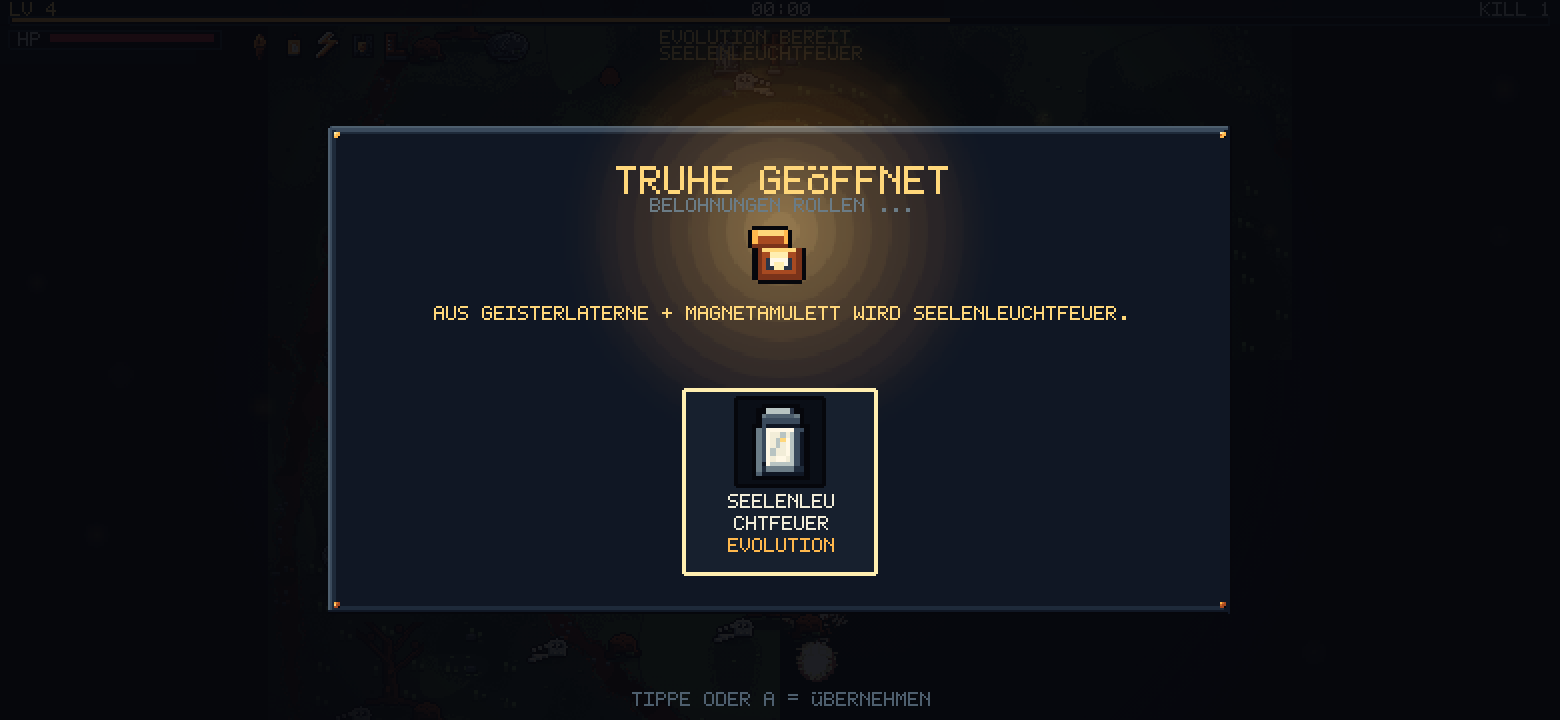 LV 4
00:00
KILL 1
HP
EVOLUTION BEREIT
SEELENLEUCHTFEUER
TRUHE GEöFFNET
BELOHNUNGEN ROLLEN ...
AUS GEISTERLATERNE + MAGNETAMULETT WIRD SEELENLEUCHTFEUER.
SEELENLEU
CHTFEUER
EVOLUTION
TIPPE ODER A = üBERNEHMEN